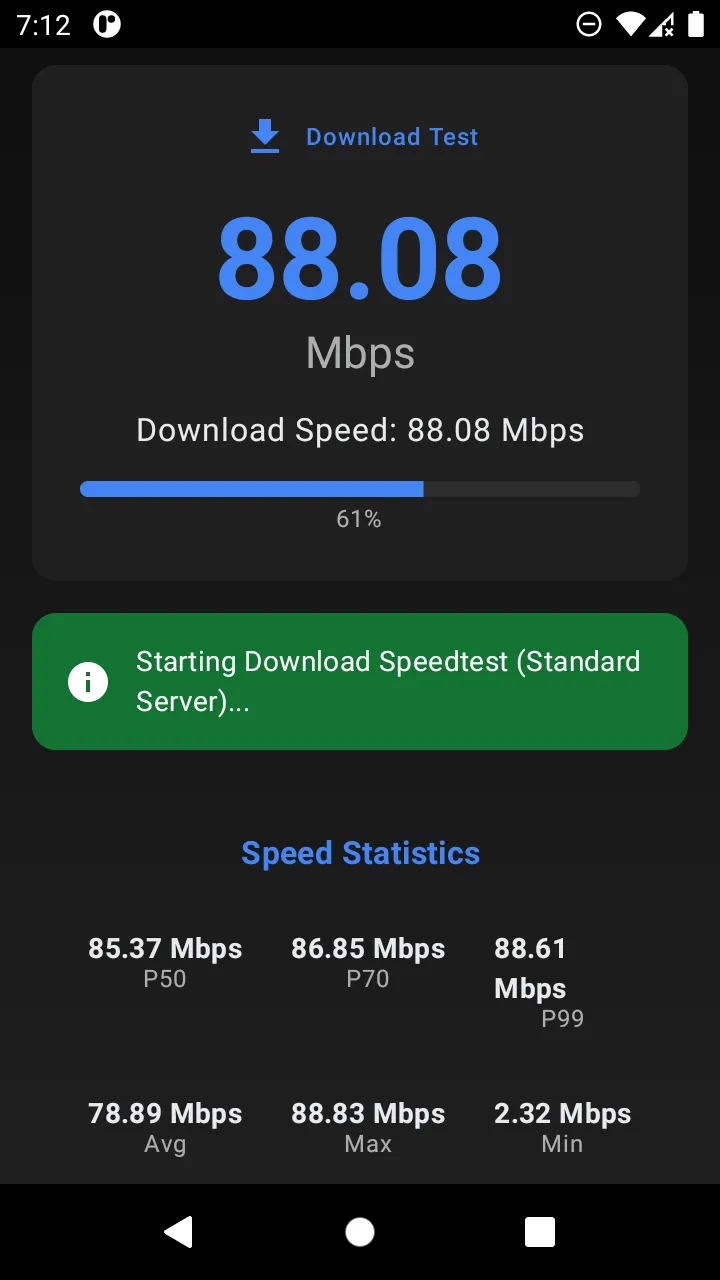 7:12
Download Test
88.08
Mbps
Download Speed: 88.08 Mbps
61%
Starting Download Speedtest (Standard
Server)...
Speed Statistics
85.37 Mbps
P50
86.85 Mbps
P70
88.61
Mbps
P99
78.89 Mbps
Avg
88.83 Mbps
Max
2.32 Mbps
Min